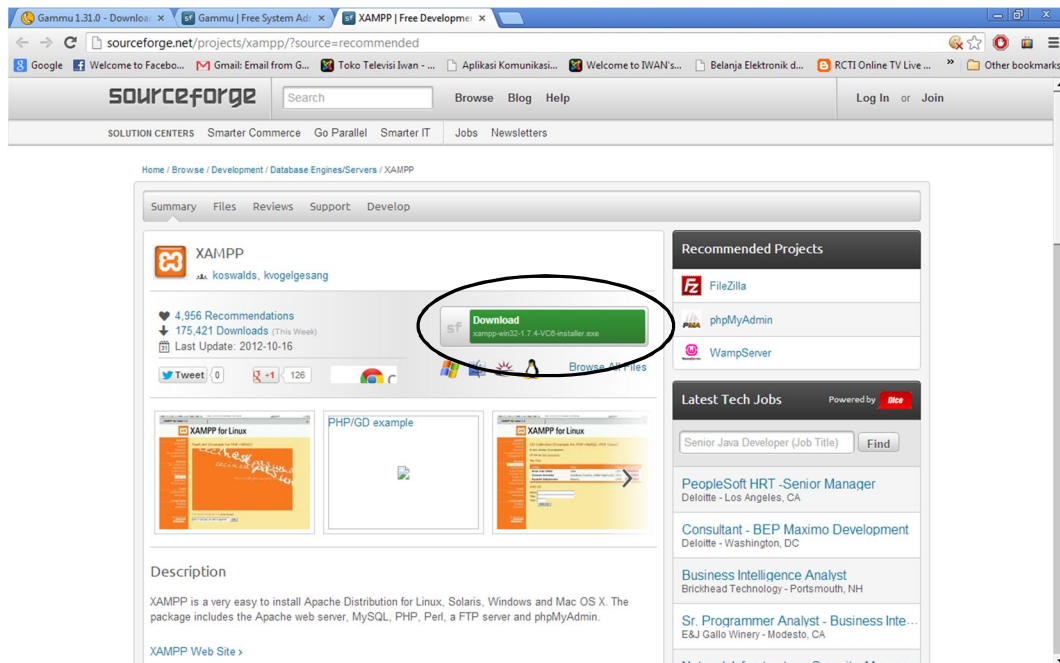 Gammu 1.31.0 - Downloa
Gammu | Free System Adm
XAMPP | Free Developmen
sourceforge.net/projects/xampp/?source=recommended
Google
Welcome to Facebo...
Gmail: Email from G...
Toko Televisi Iwan - ...
Aplikasi Komunikasi...
Welcome to IWAN's...
Belanja Elektronik d...
RCTI Online TV Live ...
»
Other bookmarks
sourceforge
Search
Browse Blog Help
Log In or Join
SOLUTION CENTERS Smarter Commerce Go Parallel Smarter IT Jobs Newsletters
Home / Browse / Development / Database Engines/Servers / XAMPP
Summary Files Reviews Support Develop
XAMPP
koswalds, kvogelgesang
4,956 Recommendations
175,421 Downloads (This Week)
Last Update: 2012-10-16
Tweet 0
+1 126
sf
Download
xampp-win32-1.7.4-VC6-installer.exe
Browse All Files
XAMPP for Linux
PHP/GD example
XAMPP for Linux
Description
XAMPP is a very easy to install Apache Distribution for Linux, Solaris, Windows and Mac OS X. The
package includes the Apache web server, MySQL, PHP, Perl, a FTP server and phpMyAdmin.
XAMPP Web Site >
Recommended Projects
FileZilla
PMA
phpMyAdmin
WampServer
Latest Tech Jobs
Powered by Dice
Senior Java Developer (Job Title)
Find
PeopleSoft HRT -Senior Manager
Deloitte - Los Angeles, CA
Consultant - BEP Maximo Development
Deloitte - Washington, DC
Business Intelligence Analyst
Brickhead Technology - Portsmouth, NH
Sr. Programmer Analyst - Business Inte...
E&J Gallo Winery - Modesto, CA